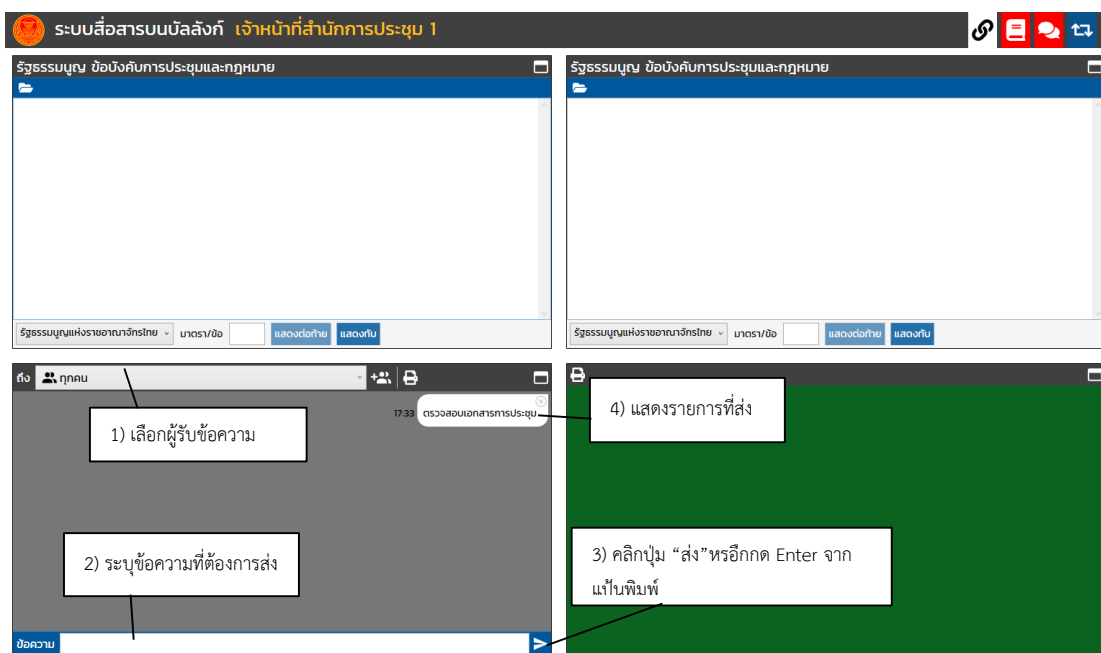 ระบบสื่อสารบนบัลลังก์ เจ้าหน้าที่สำนักการประชุม 1
รัฐธรรมนูญ ข้อบังคับการประชุมและกฎหมาย
รัฐธรรมนูญ ข้อบังคับการประชุมและกฎหมาย
รัฐธรรมนูญแห่งราชอาณาจักรไทย มาตรา/ข้อ แสดงต่อท้าย แสดงทับ
รัฐธรรมนูญแห่งราชอาณาจักรไทย มาตรา/ข้อ แสดงต่อท้าย แสดงทับ
ถึง ทุกคน
17:33 ตรวจสอบเอกสารการประชุม
1) เลือกผู้รับข้อความ
4) แสดงรายการที่ส่ง
2) ระบุข้อความที่ต้องการส่ง
3) คลิกปุ่ม “ส่ง”หรอืกกด Enter จาก
แป้นพิมพ์
ข้อความ